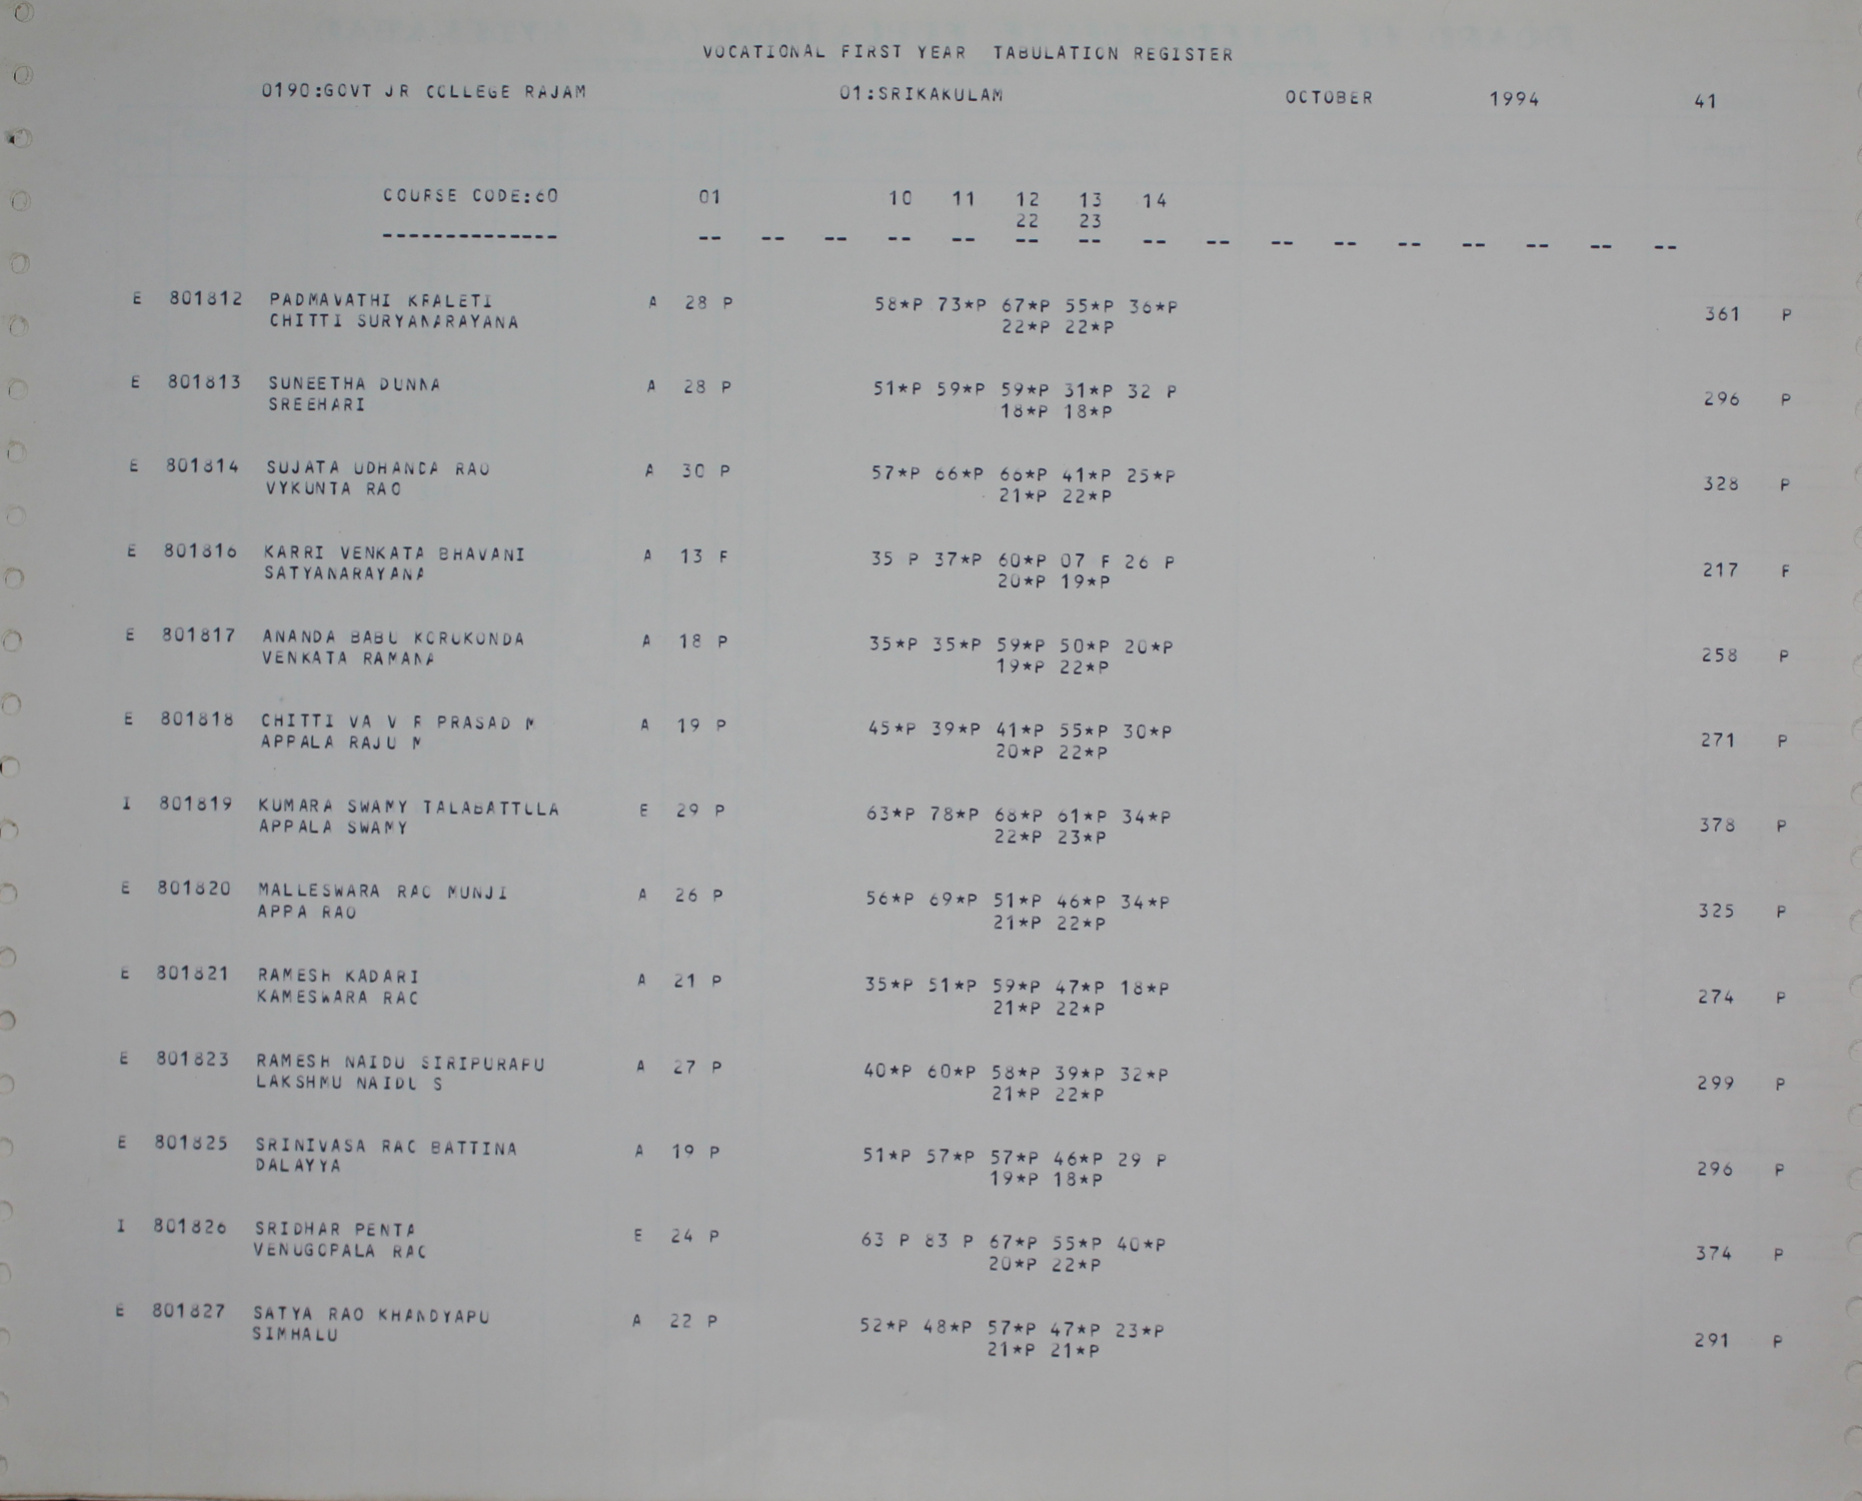 VOCATIONAL FIRST YEAR TABULATION REGISTER
0190:GOVT JR COLLEGE RAJAM 01:SRIKAKULAM OCTOBER 1994 41
COURSE CODE:60 01 10 11 12 13 14
22 23
-------------- -- -- -- -- -- -- -- -- -- -- -- -- -- -- -- --
E 801812 PADMAVATHI KRALETI A 28 P 58*P 73*P 67*P 55*P 36*P
CHITTI SURYANARAYANA 22*P 22*P 361 P
E 801813 SUNEETHA DUNNA A 28 P 51*P 59*P 59*P 31*P 32 P
SREEHARI 18*P 18*P 296 P
E 801814 SUJATA UDHANDA RAO A 30 P 57*P 66*P 66*P 41*P 25*P
VYKUNTA RAO 21*P 22*P 328 P
E 801816 KARRI VENKATA BHAVANI A 13 F 35 P 37*P 60*P 07 F 26 P
SATYANARAYANA 20*P 19*P 217 F
E 801817 ANANDA BABU KORUKONDA A 18 P 35*P 35*P 59*P 50*P 20*P
VENKATA RAMANA 19*P 22*P 258 P
E 801818 CHITTI VA V R PRASAD M A 19 P 45*P 39*P 41*P 55*P 30*P
APPALA RAJU M 20*P 22*P 271 P
I 801819 KUMARA SWAMY TALABATTULA E 29 P 63*P 78*P 68*P 61*P 34*P
APPALA SWAMY 22*P 23*P 378 P
E 801820 MALLESWARA RAO MUNJI A 26 P 56*P 69*P 51*P 46*P 34*P
APPA RAO 21*P 22*P 325 P
E 801821 RAMESH KADARI A 21 P 35*P 51*P 59*P 47*P 18*P
KAMESWARA RAO 21*P 22*P 274 P
E 801823 RAMESH NAIDU SIRIPURAPU A 27 P 40*P 60*P 58*P 39*P 32*P
LAKSHMU NAIDU S 21*P 22*P 299 P
E 801825 SRINIVASA RAO BATTINA A 19 P 51*P 57*P 57*P 46*P 29 P
DALAYYA 19*P 18*P 296 P
I 801826 SRIDHAR PENTA E 24 P 63 P 83 P 67*P 55*P 40*P
VENUGOPALA RAO 20*P 22*P 374 P
E 801827 SATYA RAO KHANDYAPU A 22 P 52*P 48*P 57*P 47*P 23*P
SIMHALU 21*P 21*P 291 P